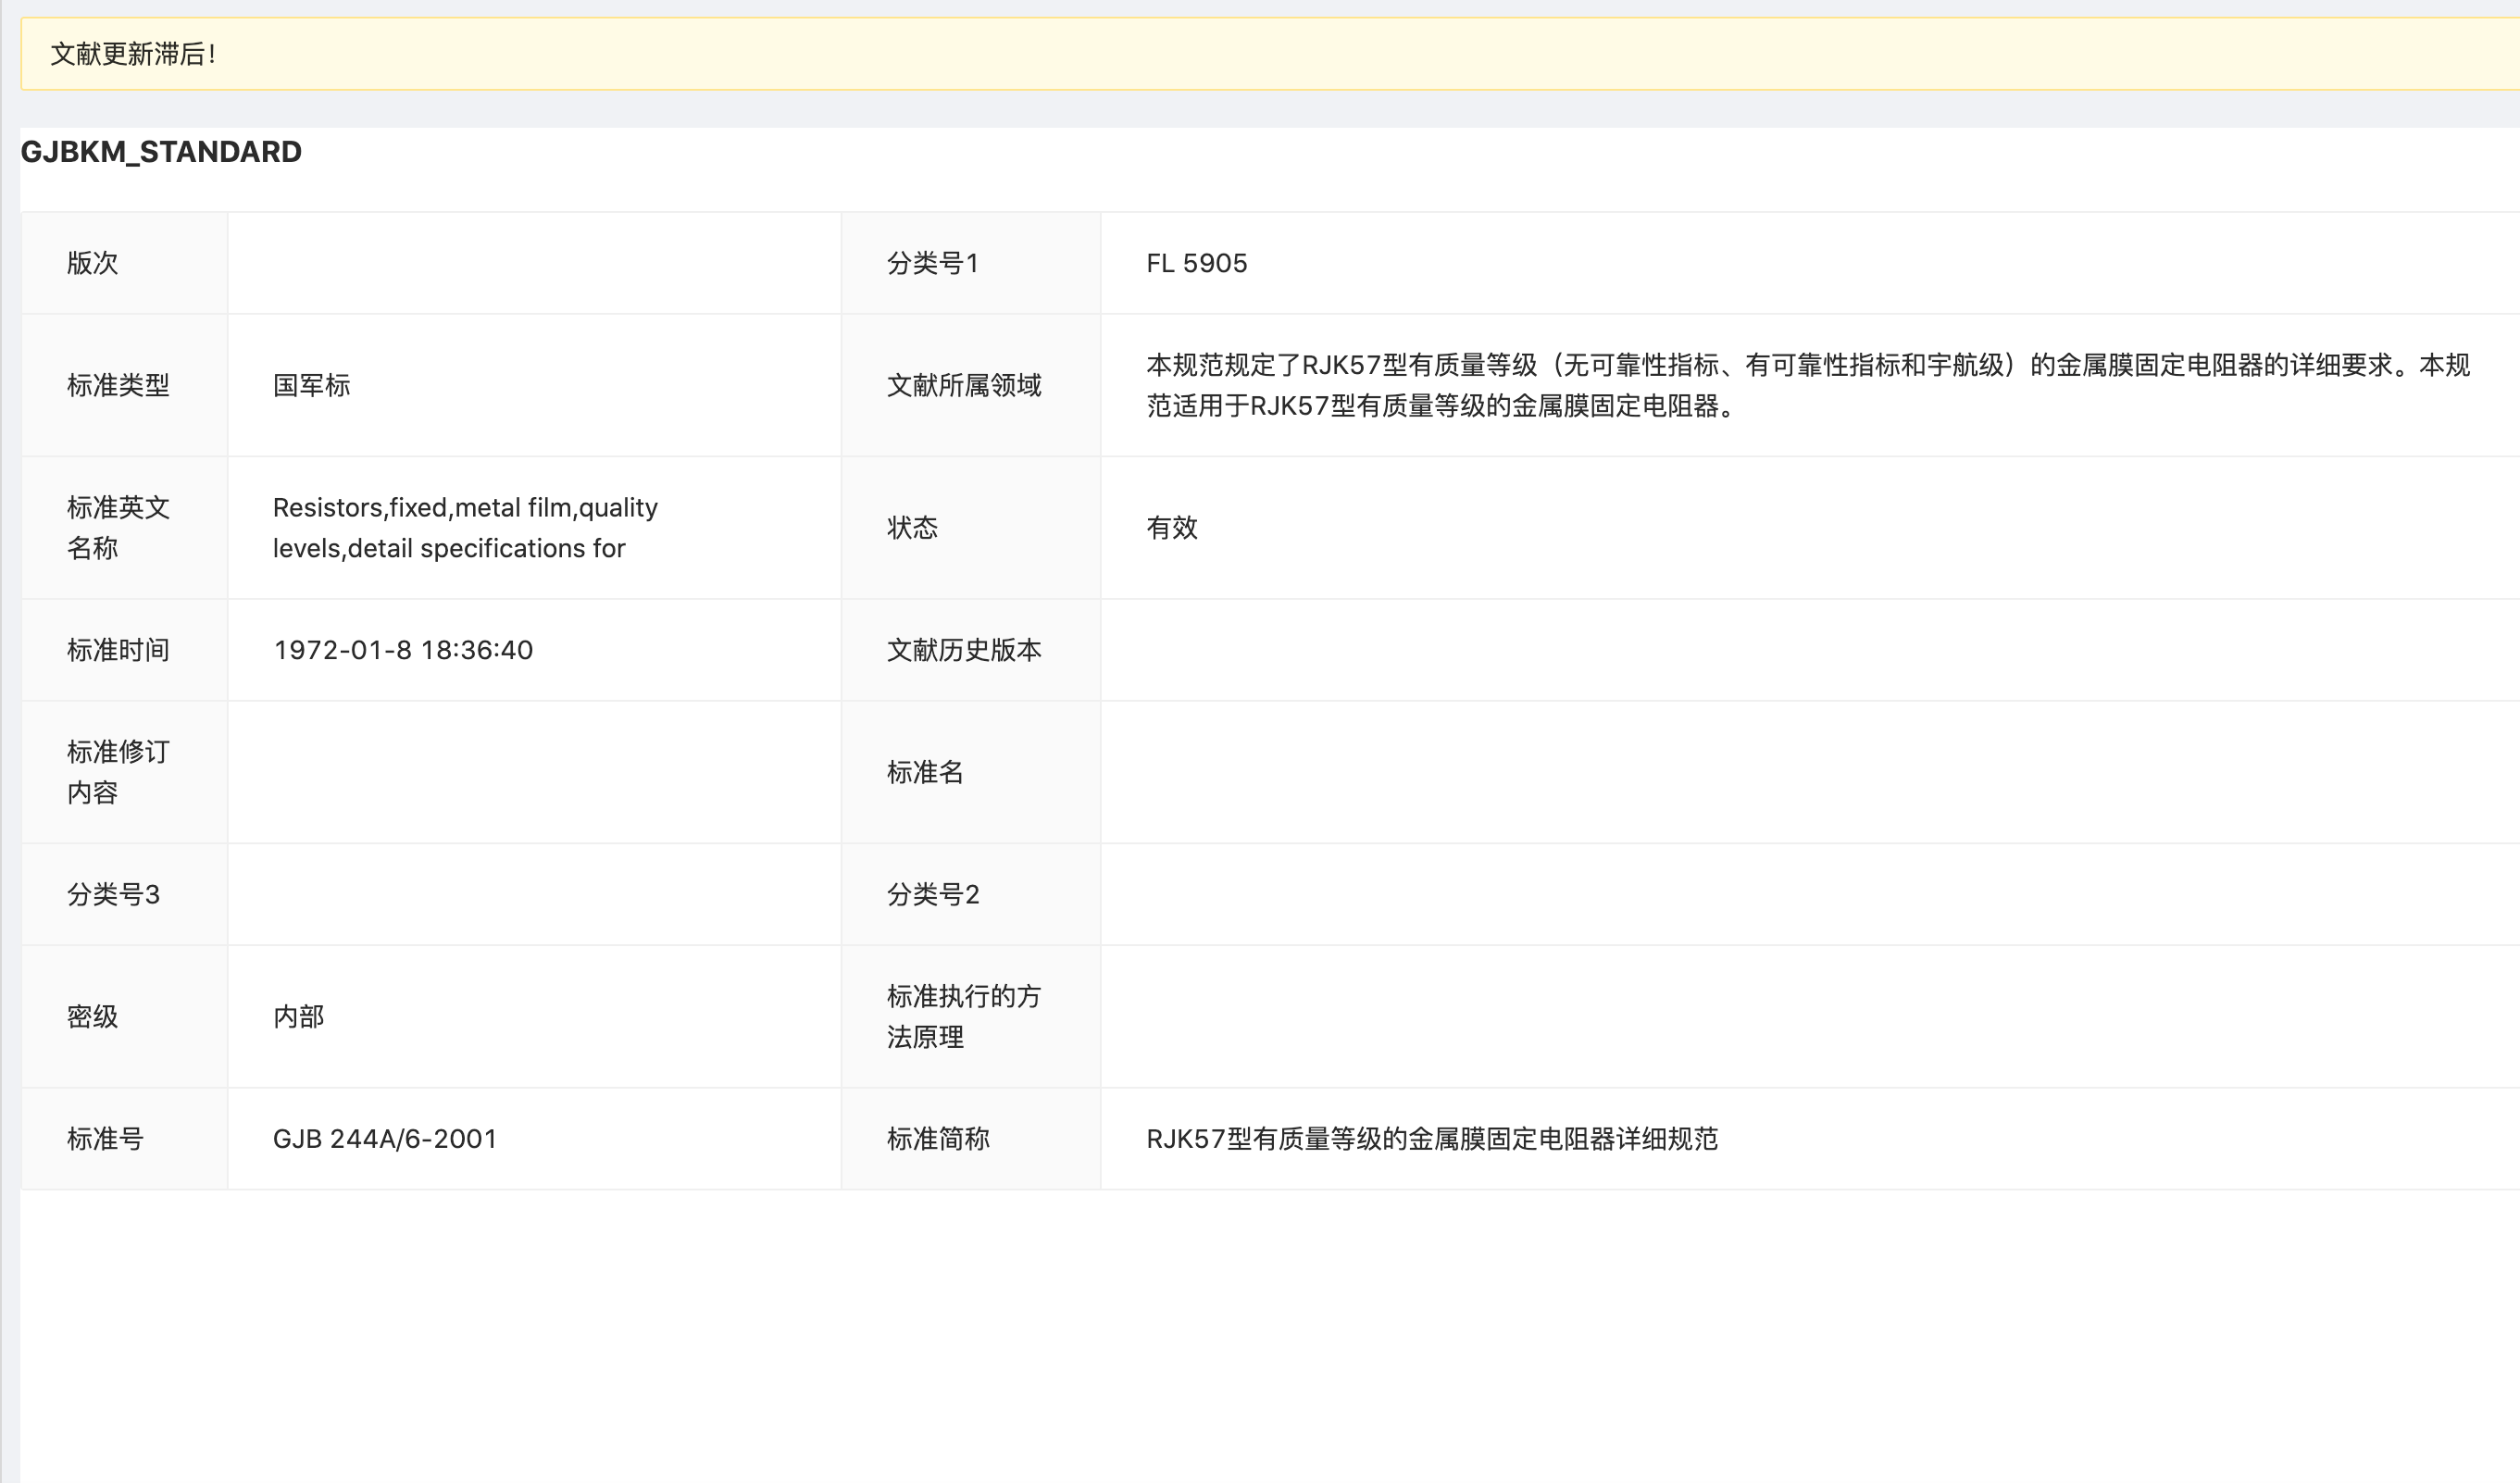 文献更新滞后！
GJBKM_STANDARD
版次
分类号1
FL 5905
标准类型
国军标
文献所属领域
本规范规定了RJK57型有质量等级（无可靠性指标、有可靠性指标和宇航级）的金属膜固定电阻器的详细要求。本规
范适用于RJK57型有质量等级的金属膜固定电阻器。
标准英文
名称
Resistors,fixed,metal film,quality
levels,detail specifications for
状态
有效
标准时间
1972-01-8 18:36:40
文献历史版本
标准修订
内容
标准名
分类号3
分类号2
密级
内部
标准执行的方
法原理
标准号
GJB 244A/6-2001
标准简称
RJK57型有质量等级的金属膜固定电阻器详细规范